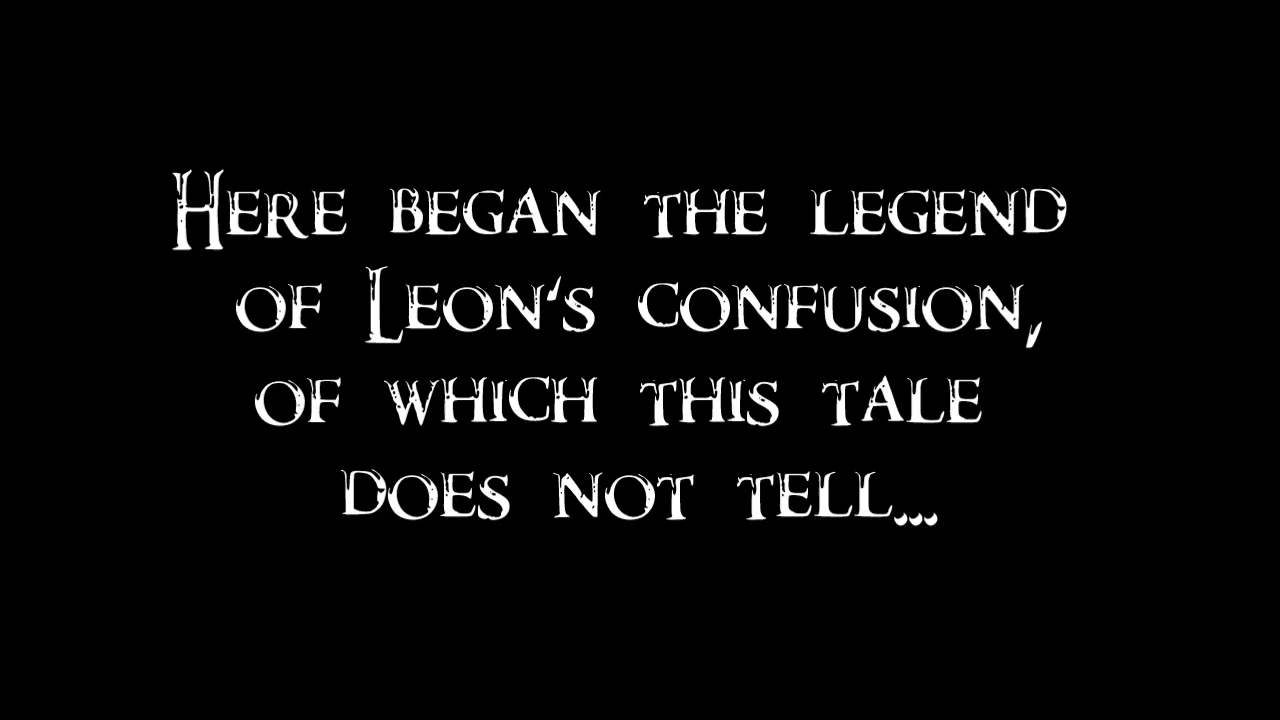 Here began the legend
of Leon's confusion,
of which this tale
does not tell...